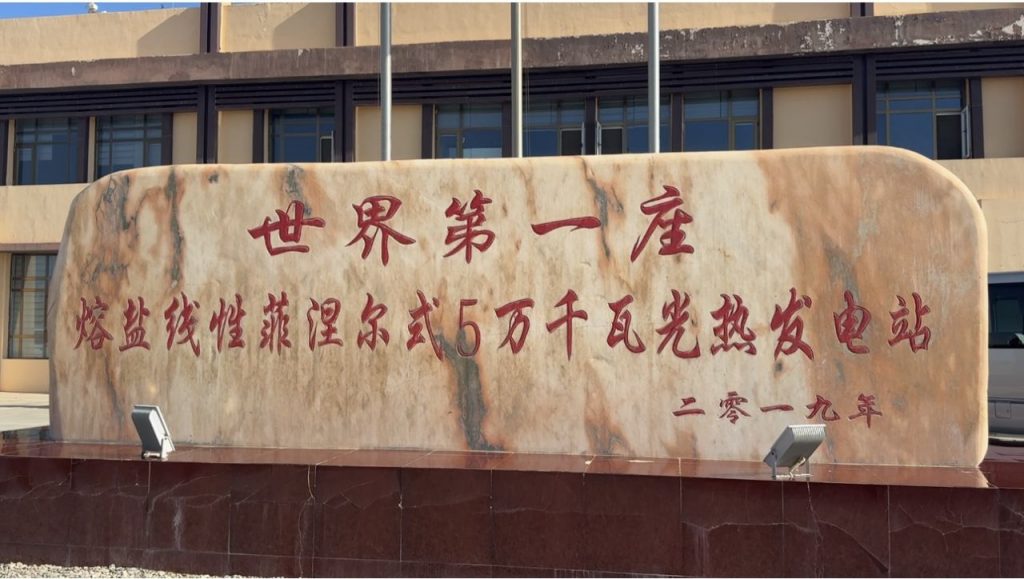 世界第一座
熔盐线性菲涅尔式5万千瓦光热发电站
二零一九年